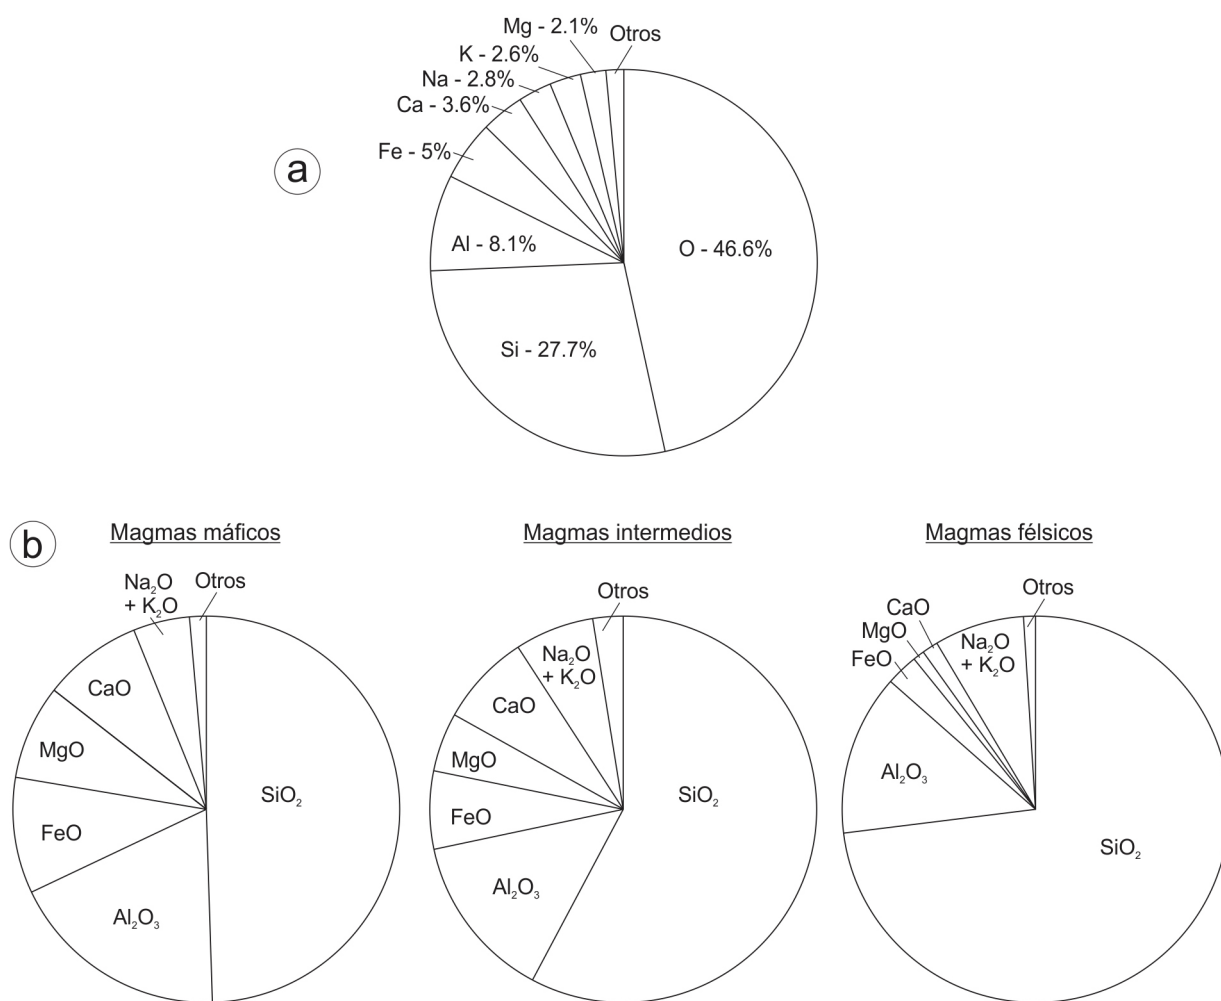 a
Mg - 2.1%
Otros
K - 2.6%
Na - 2.8%
Ca - 3.6%
Fe - 5%
Al - 8.1%
O - 46.6%
Si - 27.7%
b
Magmas máficos
Na₂O
+ K₂O
Otros
CaO
MgO
FeO
Al₂O₃
SiO₂
Magmas intermedios
Otros
Na₂O
+ K₂O
CaO
MgO
FeO
Al₂O₃
SiO₂
Magmas félsicos
Otros
CaO
MgO
FeO
Na₂O
+ K₂O
Al₂O₃
SiO₂